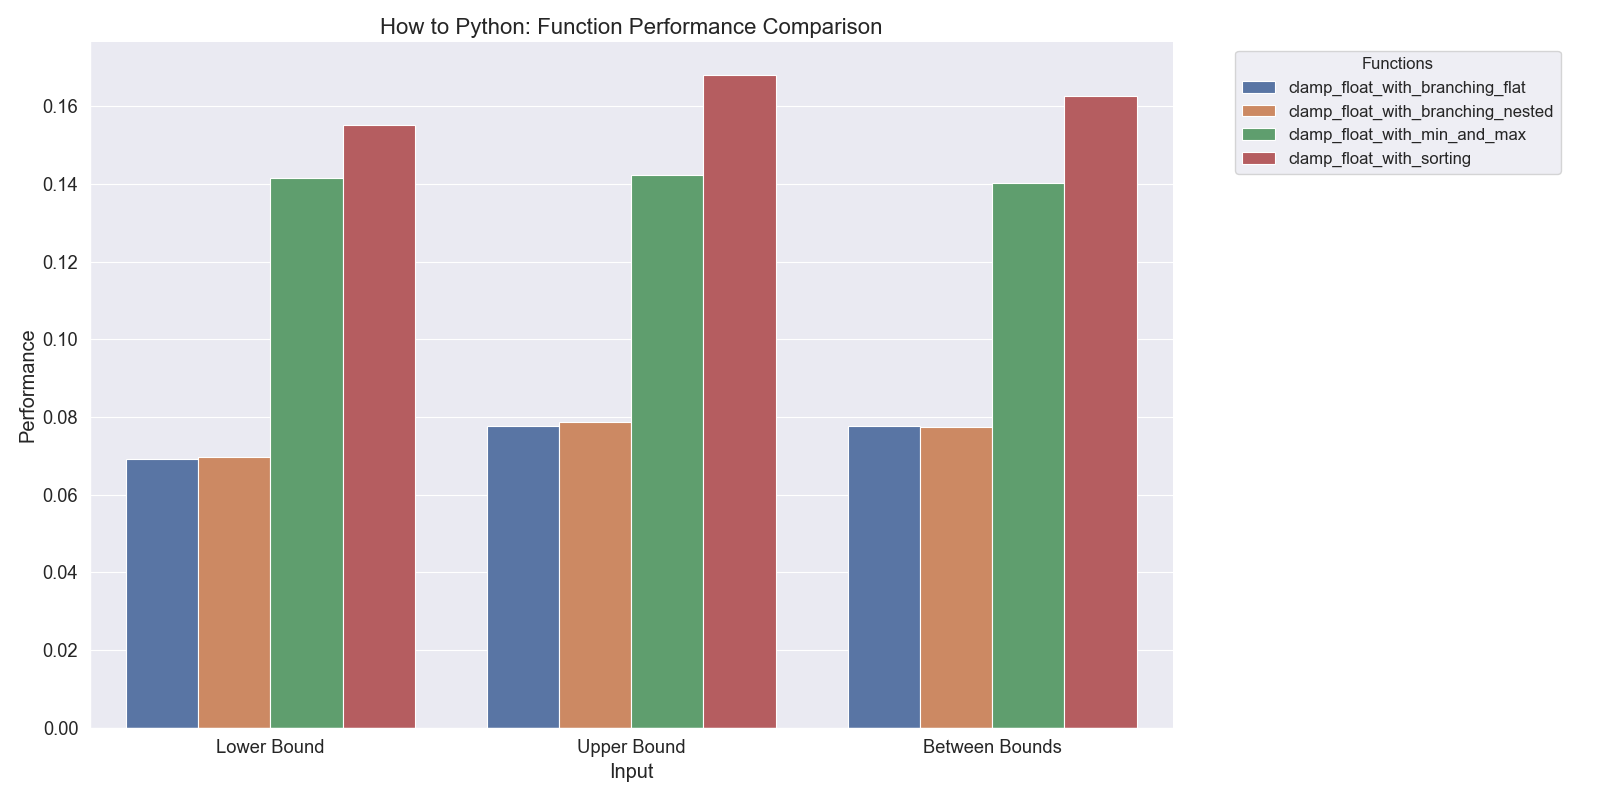 How to Python: Function Performance Comparison
Functions
clamp_float_with_branching_flat
clamp_float_with_branching_nested
clamp_float_with_min_and_max
clamp_float_with_sorting
Performance
0.16
0.14
0.12
0.10
0.08
0.06
0.04
0.02
0.00
Lower Bound
Upper Bound
Between Bounds
Input